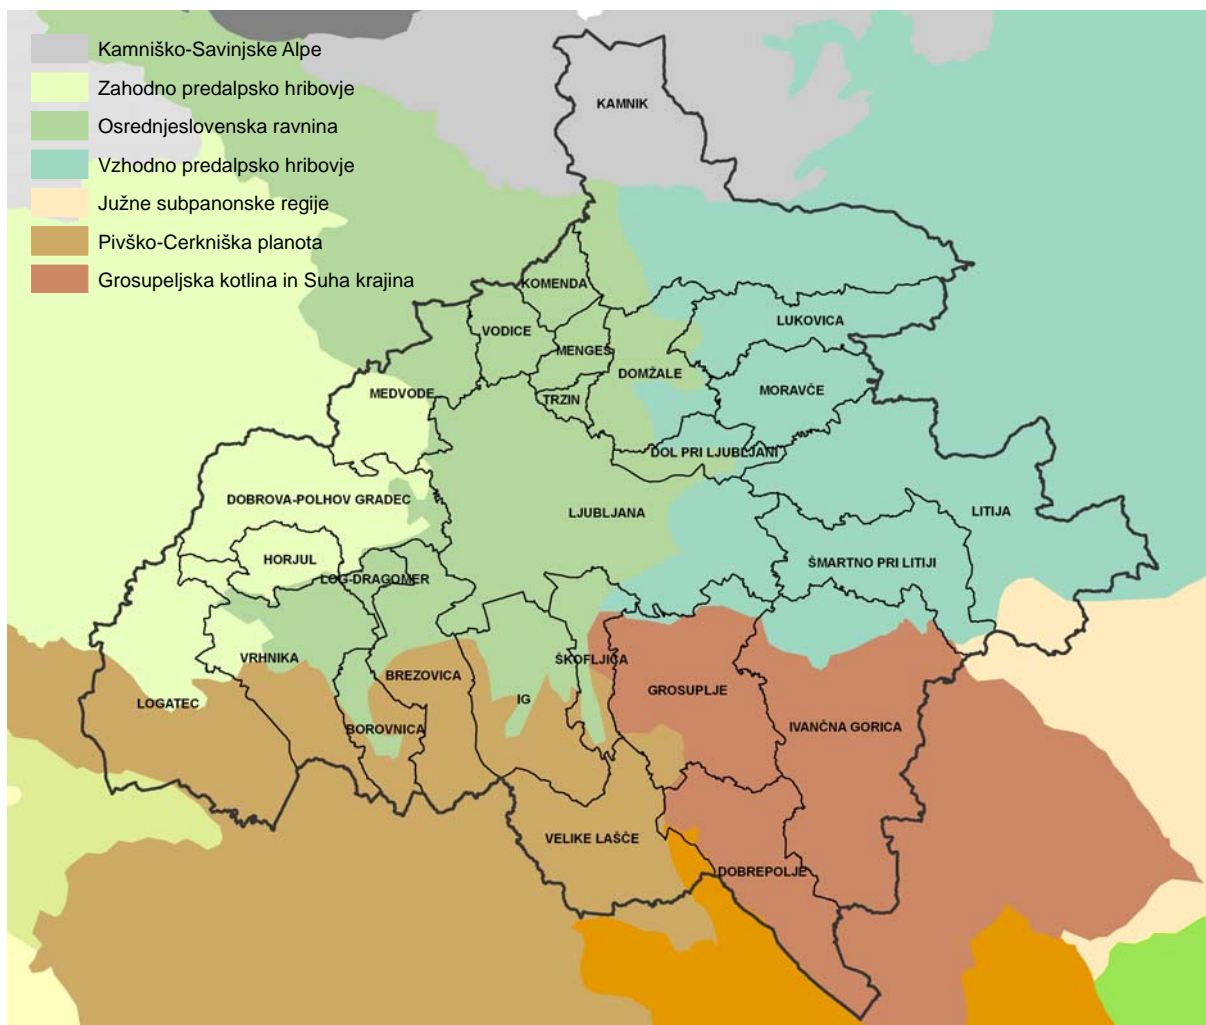 Kamniško-Savinjske Alpe
Zahodno predalpsko hribovje
Osrednjeslovenska ravnina
Vzhodno predalpsko hribovje
Južne subpanonske regije
Pivško-Cerkniška planota
Grosupeljska kotlina in Suha krajina
KAMNIK
KOMENDA
LUKOVICA
VODICE
MENGEŠ
DOMŽALE
MEDVODE
TRZIN
MORAVČE
DOL PRI LJUBLJANI
DOBROVA-POLHOV GRADEC
LJUBLJANA
LITIJA
HORJUL
ŠMARTNO PRI LITIJI
LOG-DRAGOMER
VRHNIKA
ŠKOFLJICA
BREZOVICA
GROSUPLJE
LOGATEC
IG
BOROVNICA
IVANČNA GORICA
VELIKE LAŠČE
DOBREPOLJE